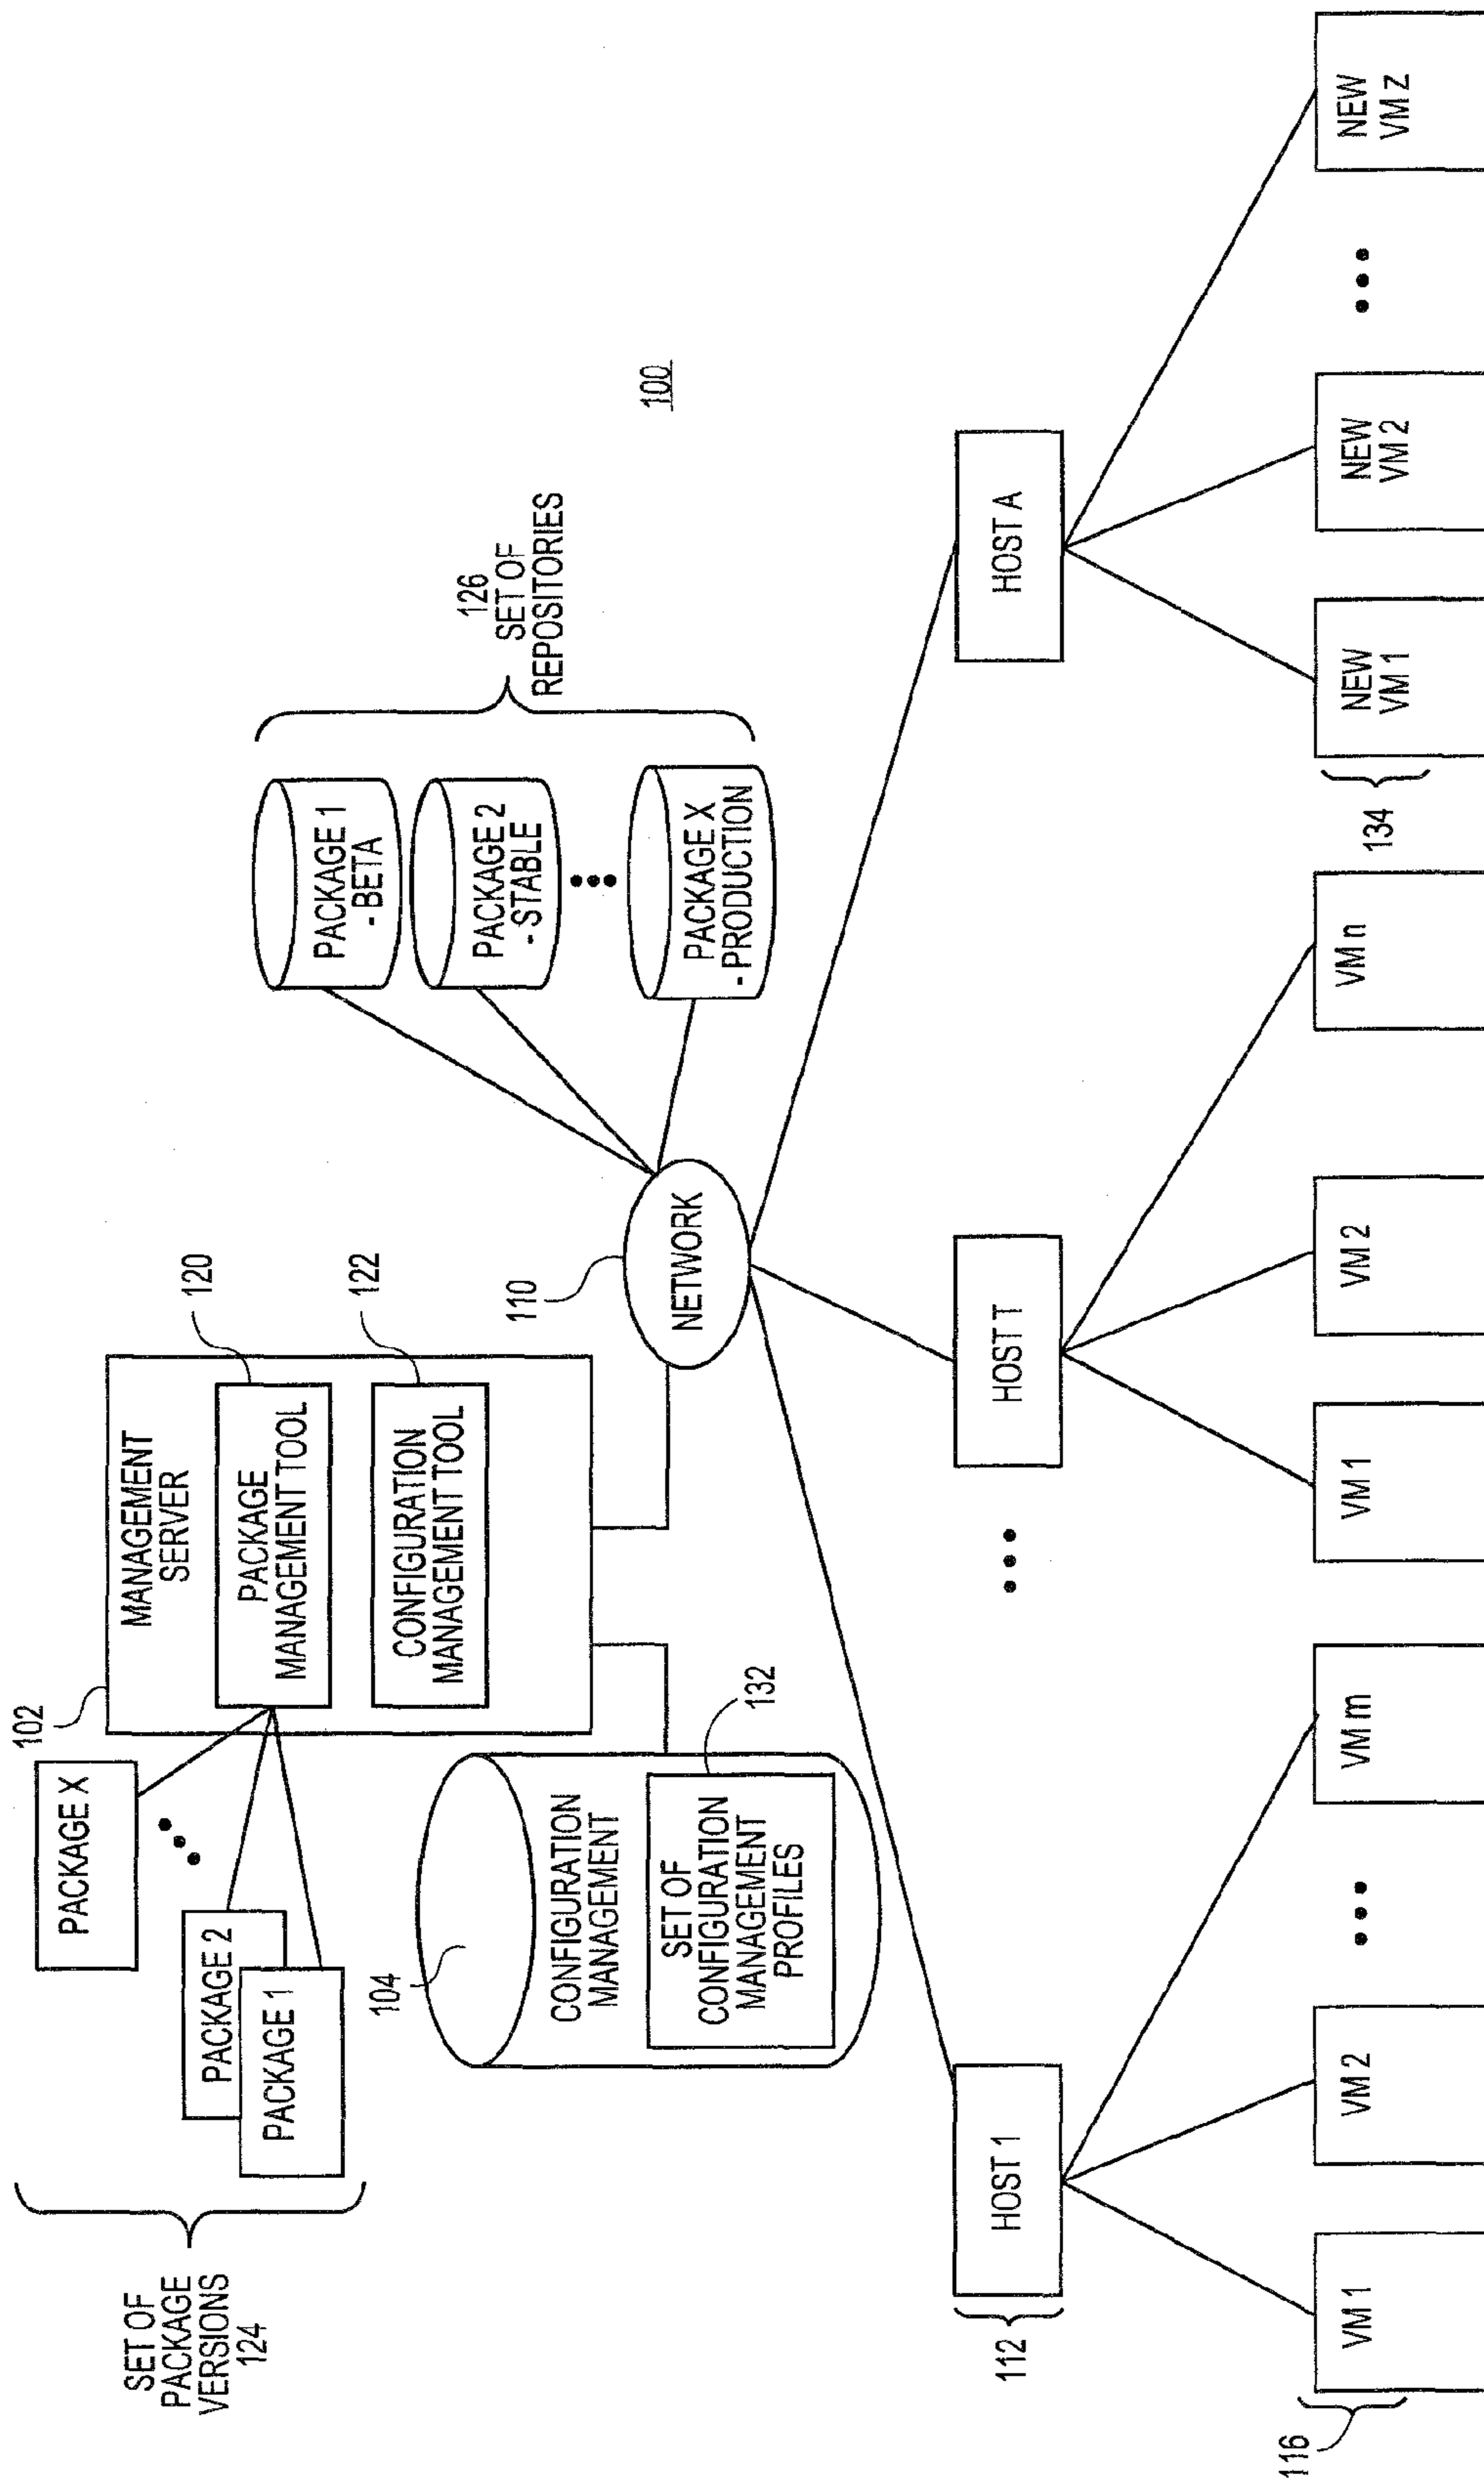 SET OF
PACKAGE
VERSIONS
124
PACKAGE X
PACKAGE 2
PACKAGE 1
102
MANAGEMENT
SERVER
PACKAGE
MANAGEMENT TOOL
120
CONFIGURATION
MANAGEMENT TOOL
122
104
CONFIGURATION
MANAGEMENT
SET OF
CONFIGURATION
MANAGEMENT
PROFILES
132
110
NETWORK
PACKAGE 1
- BETA
PACKAGE 2
- STABLE
PACKAGE X
- PRODUCTION
126
SET OF
REPOSITORIES
100
112
HOST 1
HOST T
HOST A
116
VM 1
VM 2
VM m
VM 1
VM 2
VM n
134
NEW
VM 1
NEW
VM 2
NEW
VM Z